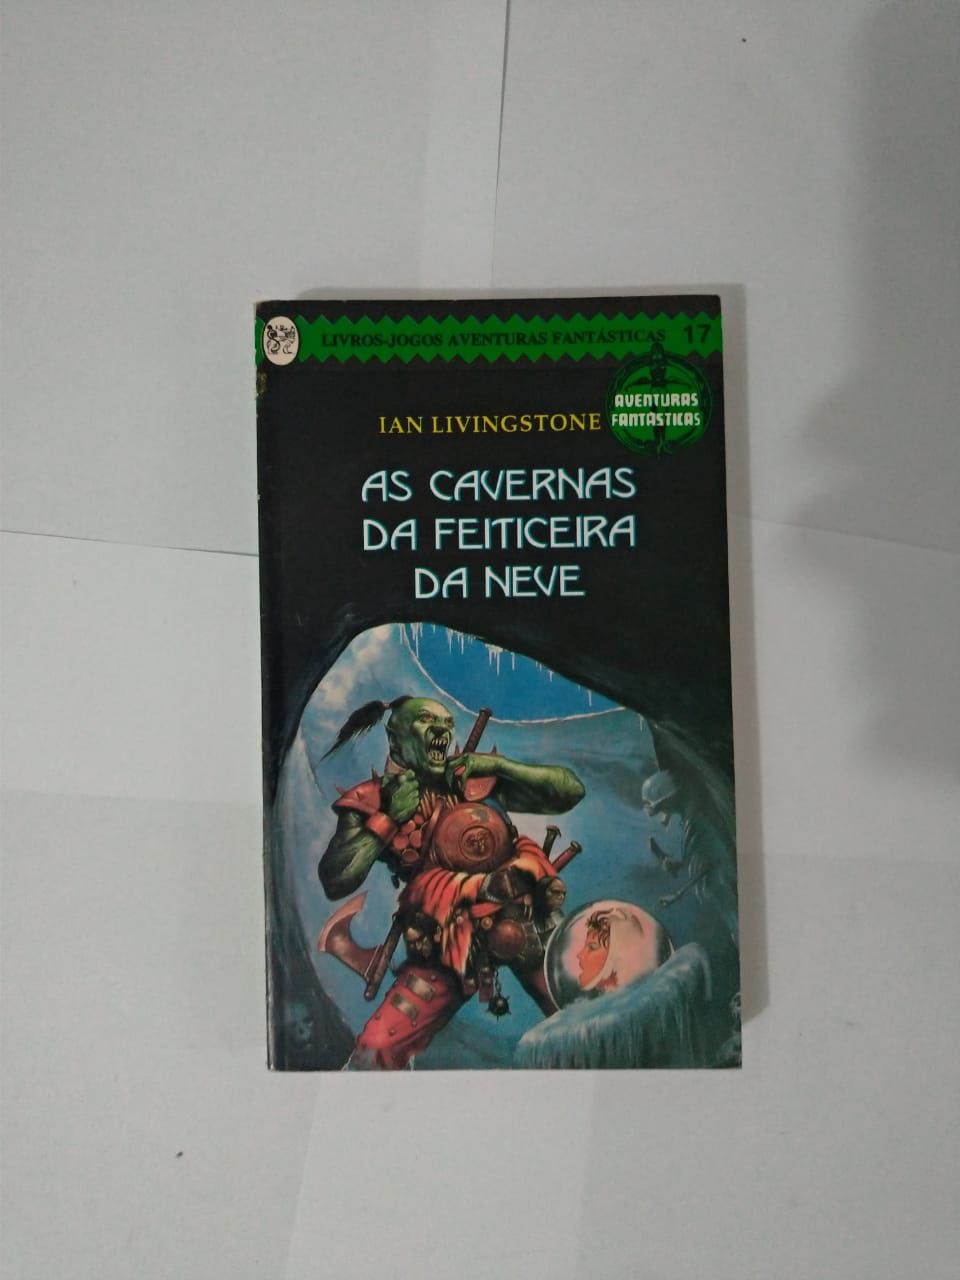 LIVROS-JOGOS AVENTURAS FANTÁSTICAS 17
AVENTURAS
FANTÁSTICAS
IAN LIVINGSTONE
AS CAVERNAS
DA FEITICEIRA
DA NEVE